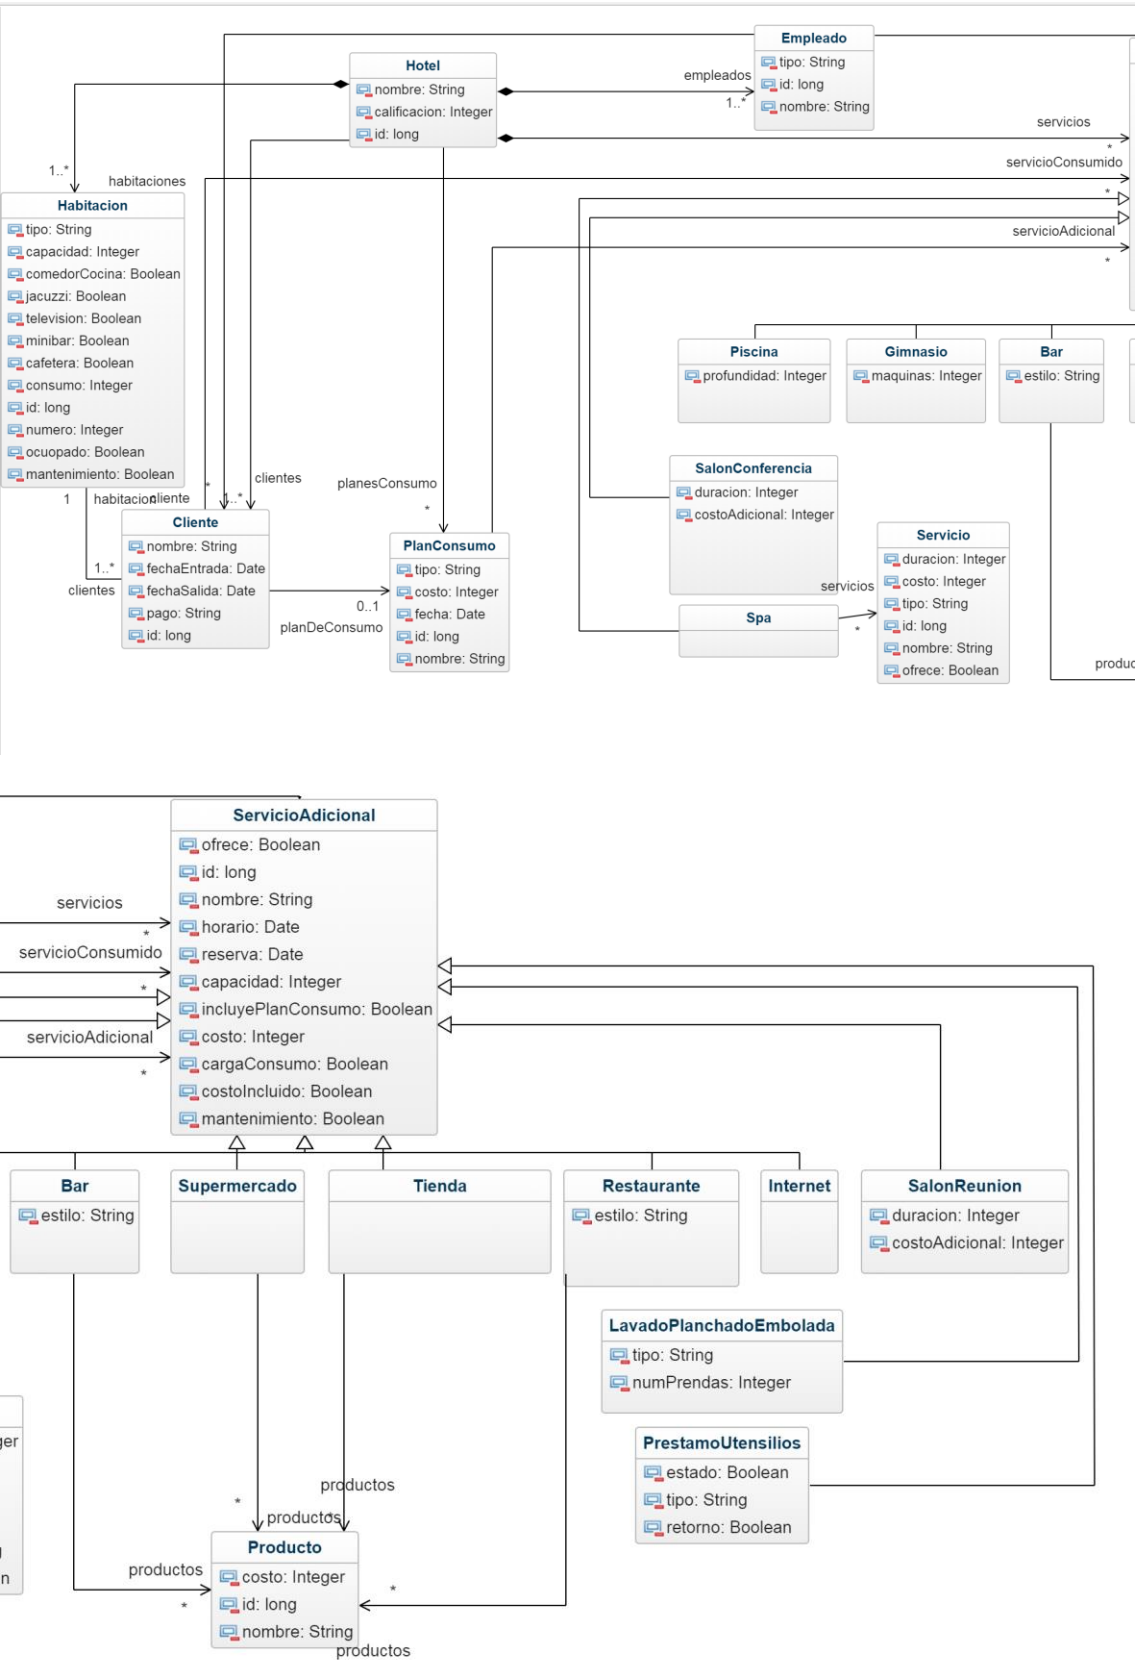 Empleado
tipo: String
id: long
nombre: String
Hotel
nombre: String
calificacion: Integer
id: long
empleados
1..*
servicios
*
servicioConsumido
*
servicioAdicional
*
1..*
habitaciones
Habitacion
tipo: String
capacidad: Integer
comedorCocina: Boolean
jacuzzi: Boolean
television: Boolean
minibar: Boolean
cafetera: Boolean
consumo: Integer
id: long
numero: Integer
ocuopado: Boolean
mantenimiento: Boolean
Piscina
profundidad: Integer
Gimnasio
maquinas: Integer
Bar
estilo: String
SalonConferencia
duracion: Integer
costoAdicional: Integer
1
habitacion
cliente
*
1..*
clientes
planesConsumo
*
Cliente
nombre: String
fechaEntrada: Date
fechaSalida: Date
pago: String
id: long
1..*
clientes
0..1
planDeConsumo
PlanConsumo
tipo: String
costo: Integer
fecha: Date
id: long
nombre: String
Servicio
duracion: Integer
costo: Integer
tipo: String
id: long
nombre: String
ofrece: Boolean
servicios
*
Spa
produc
ServicioAdicional
ofrece: Boolean
id: long
nombre: String
horario: Date
reserva: Date
capacidad: Integer
incluyePlanConsumo: Boolean
costo: Integer
cargaConsumo: Boolean
costoIncluido: Boolean
mantenimiento: Boolean
servicios
*
servicioConsumido
*
servicioAdicional
*
Bar
estilo: String
Supermercado
Tienda
Restaurante
estilo: String
Internet
SalonReunion
duracion: Integer
costoAdicional: Integer
LavadoPlanchadoEmbolada
tipo: String
numPrendas: Integer
PrestamoUtensilios
estado: Boolean
tipo: String
retorno: Boolean
ger
n
productos
*
productos
*
Producto
costo: Integer
id: long
nombre: String
productos
*
*
productos